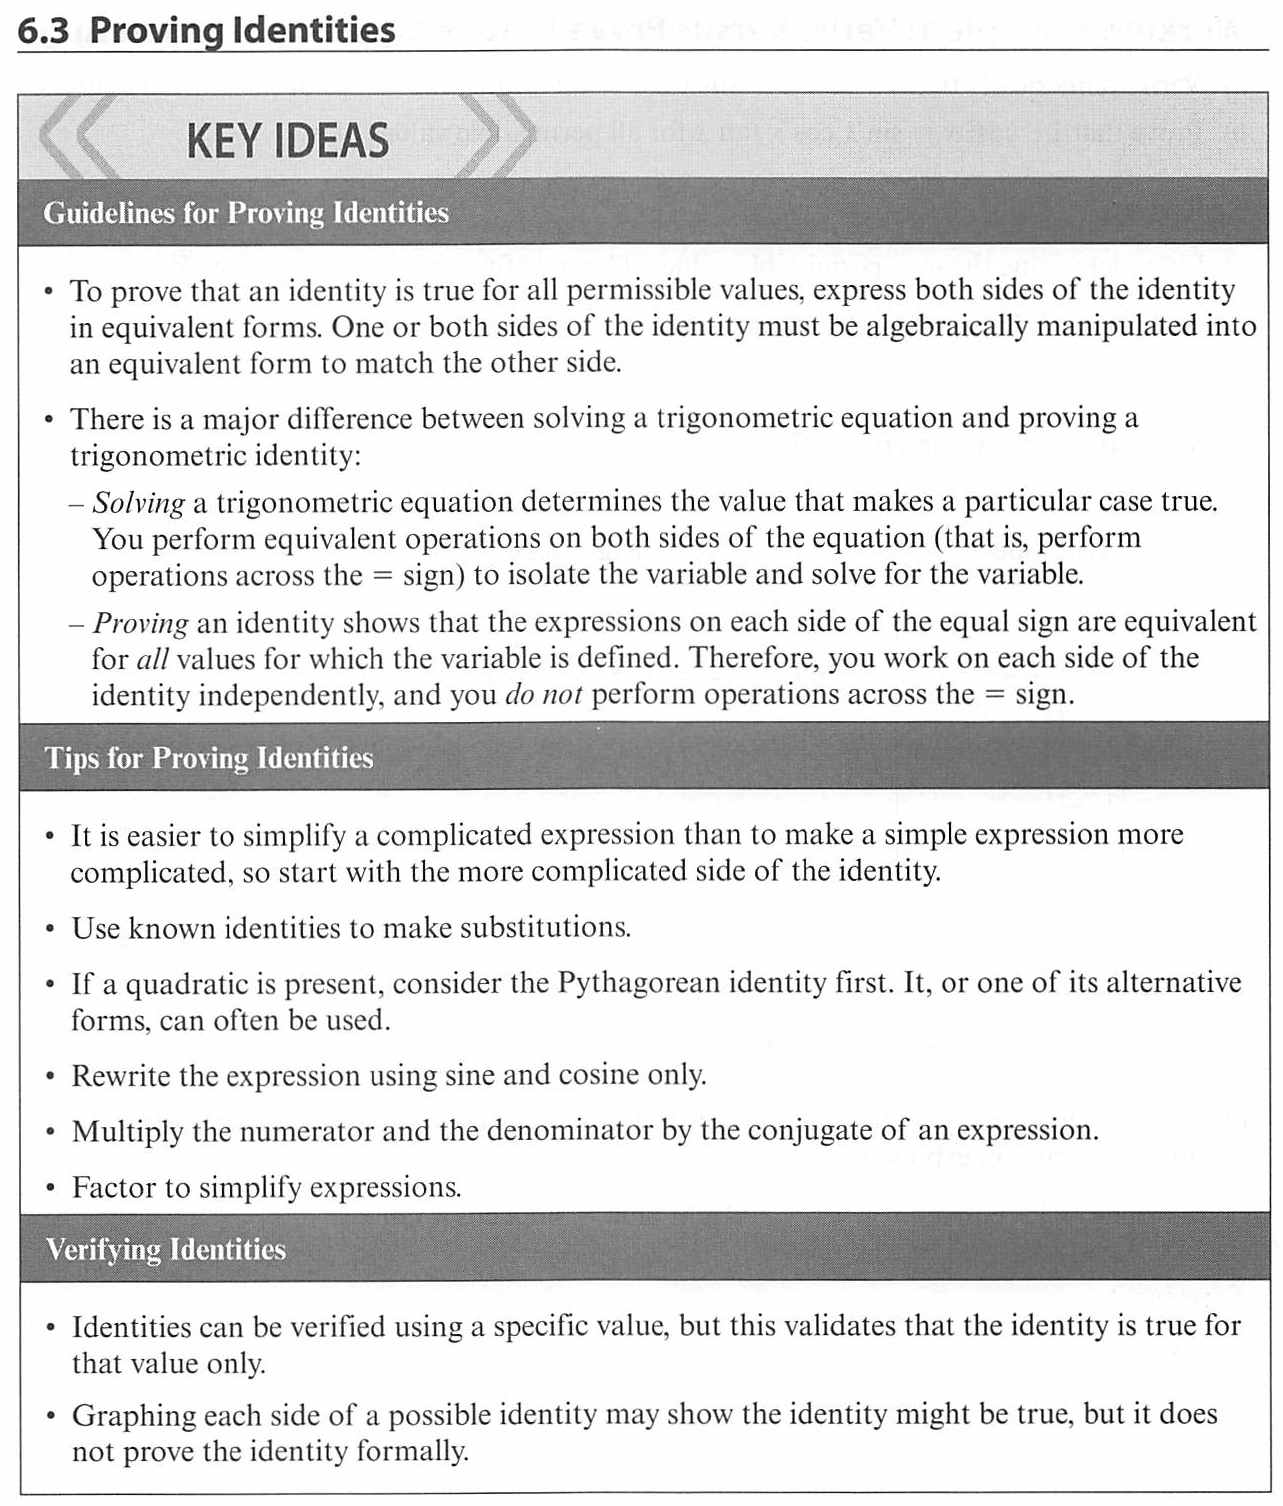 6.3 Proving Identities
KEY IDEAS
Guidelines for Proving Identities
• To prove that an identity is true for all permissible values, express both sides of the identity
in equivalent forms. One or both sides of the identity must be algebraically manipulated into
an equivalent form to match the other side.
• There is a major difference between solving a trigonometric equation and proving a
trigonometric identity:
– Solving a trigonometric equation determines the value that makes a particular case true.
You perform equivalent operations on both sides of the equation (that is, perform
operations across the = sign) to isolate the variable and solve for the variable.
– Proving an identity shows that the expressions on each side of the equal sign are equivalent
for all values for which the variable is defined. Therefore, you work on each side of the
identity independently, and you do not perform operations across the = sign.
Tips for Proving Identities
• It is easier to simplify a complicated expression than to make a simple expression more
complicated, so start with the more complicated side of the identity.
• Use known identities to make substitutions.
• If a quadratic is present, consider the Pythagorean identity first. It, or one of its alternative
forms, can often be used.
• Rewrite the expression using sine and cosine only.
• Multiply the numerator and the denominator by the conjugate of an expression.
• Factor to simplify expressions.
Verifying Identities
• Identities can be verified using a specific value, but this validates that the identity is true for
that value only.
• Graphing each side of a possible identity may show the identity might be true, but it does
not prove the identity formally.